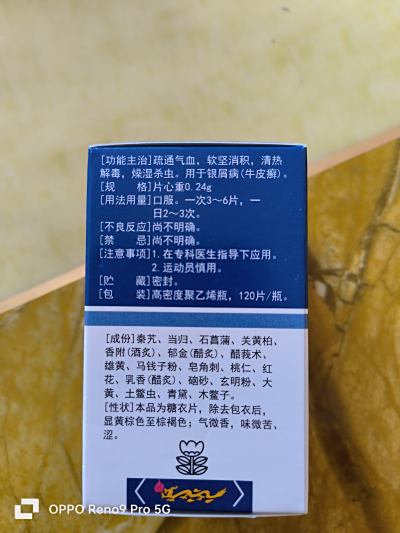 [功能主治]疏通气血，软坚消积，清热
解毒，燥湿杀虫。用于银屑病(牛皮癣)。
[规　　格]片心重0.24g
[用法用量]口服。一次3～6片，一
日2～3次。
[不良反应]尚不明确。
[禁　　忌]尚不明确。
[注意事项]1.在专科医生指导下应用。
2.运动员慎用。
[贮　　藏]密封。
[包　　装]高密度聚乙烯瓶，120片/瓶。
[成份]秦艽、当归、石菖蒲、关黄柏、
香附(酒炙)、郁金(醋炙)、醋莪术、
雄黄、马钱子粉、皂角刺、桃仁、红
花、乳香(醋炙)、硇砂、玄明粉、大
黄、土鳖虫、青黛、木鳖子。
[性状]本品为糖衣片，除去包衣后，
显黄棕色至棕褐色；气微香，味微苦、
涩。
OPPO Reno9 Pro 5G